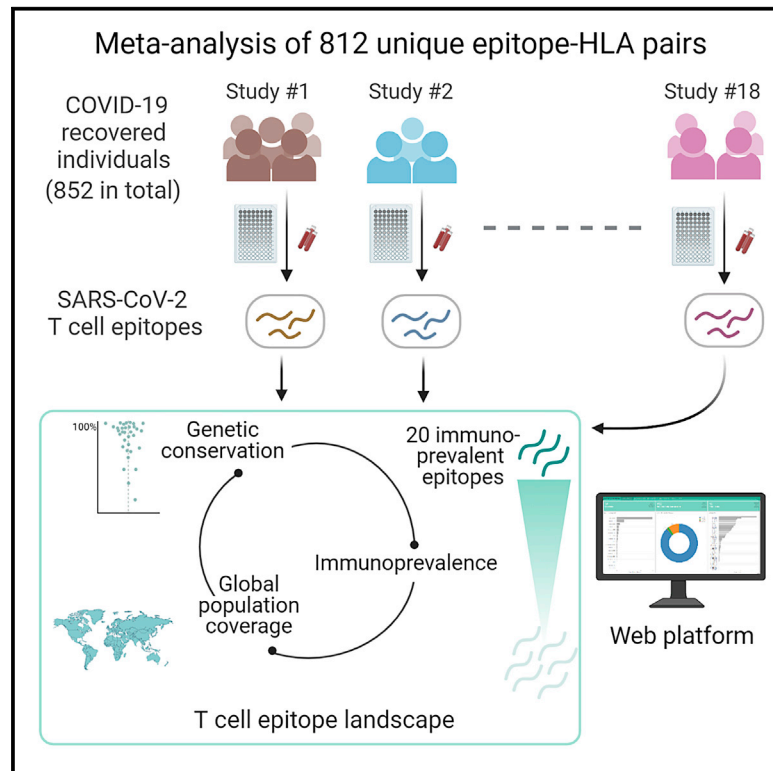 Meta-analysis of 812 unique epitope-HLA pairs
COVID-19
recovered
individuals
(852 in total)
Study #1
Study #2
Study #18
SARS-CoV-2
T cell epitopes
100%
Genetic
conservation
20 immuno-
prevalent
epitopes
Immunoprevalence
Global
population
coverage
T cell epitope landscape
Web platform